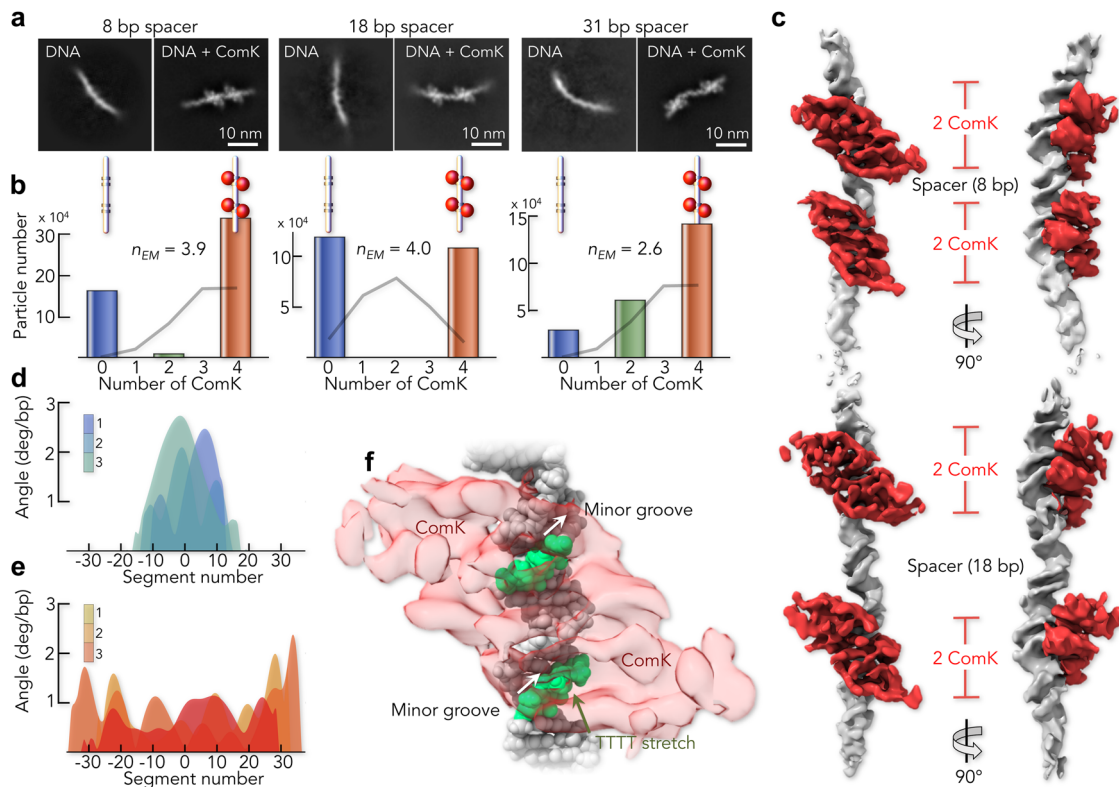 a
8 bp spacer
18 bp spacer
31 bp spacer
DNA
DNA + ComK
10 nm
DNA
DNA + ComK
10 nm
DNA
DNA + ComK
10 nm
b
Particle number
x 10⁴
30
20
10
nEM = 3.9
0 1 2 3 4
Number of ComK
x 10⁴
10
5
nEM = 4.0
0 1 2 3 4
Number of ComK
x 10⁴
15
10
5
nEM = 2.6
0 1 2 3 4
Number of ComK
c
2 ComK
Spacer (8 bp)
2 ComK
90°
2 ComK
Spacer (18 bp)
2 ComK
90°
d
Angle (deg/bp)
3
2
1
1
2
3
-30 -20 -10 0 10 20 30
Segment number
e
Angle (deg/bp)
3
2
1
1
2
3
-30 -20 -10 0 10 20 30
Segment number
f
ComK
Minor groove
ComK
Minor groove
TTTT stretch